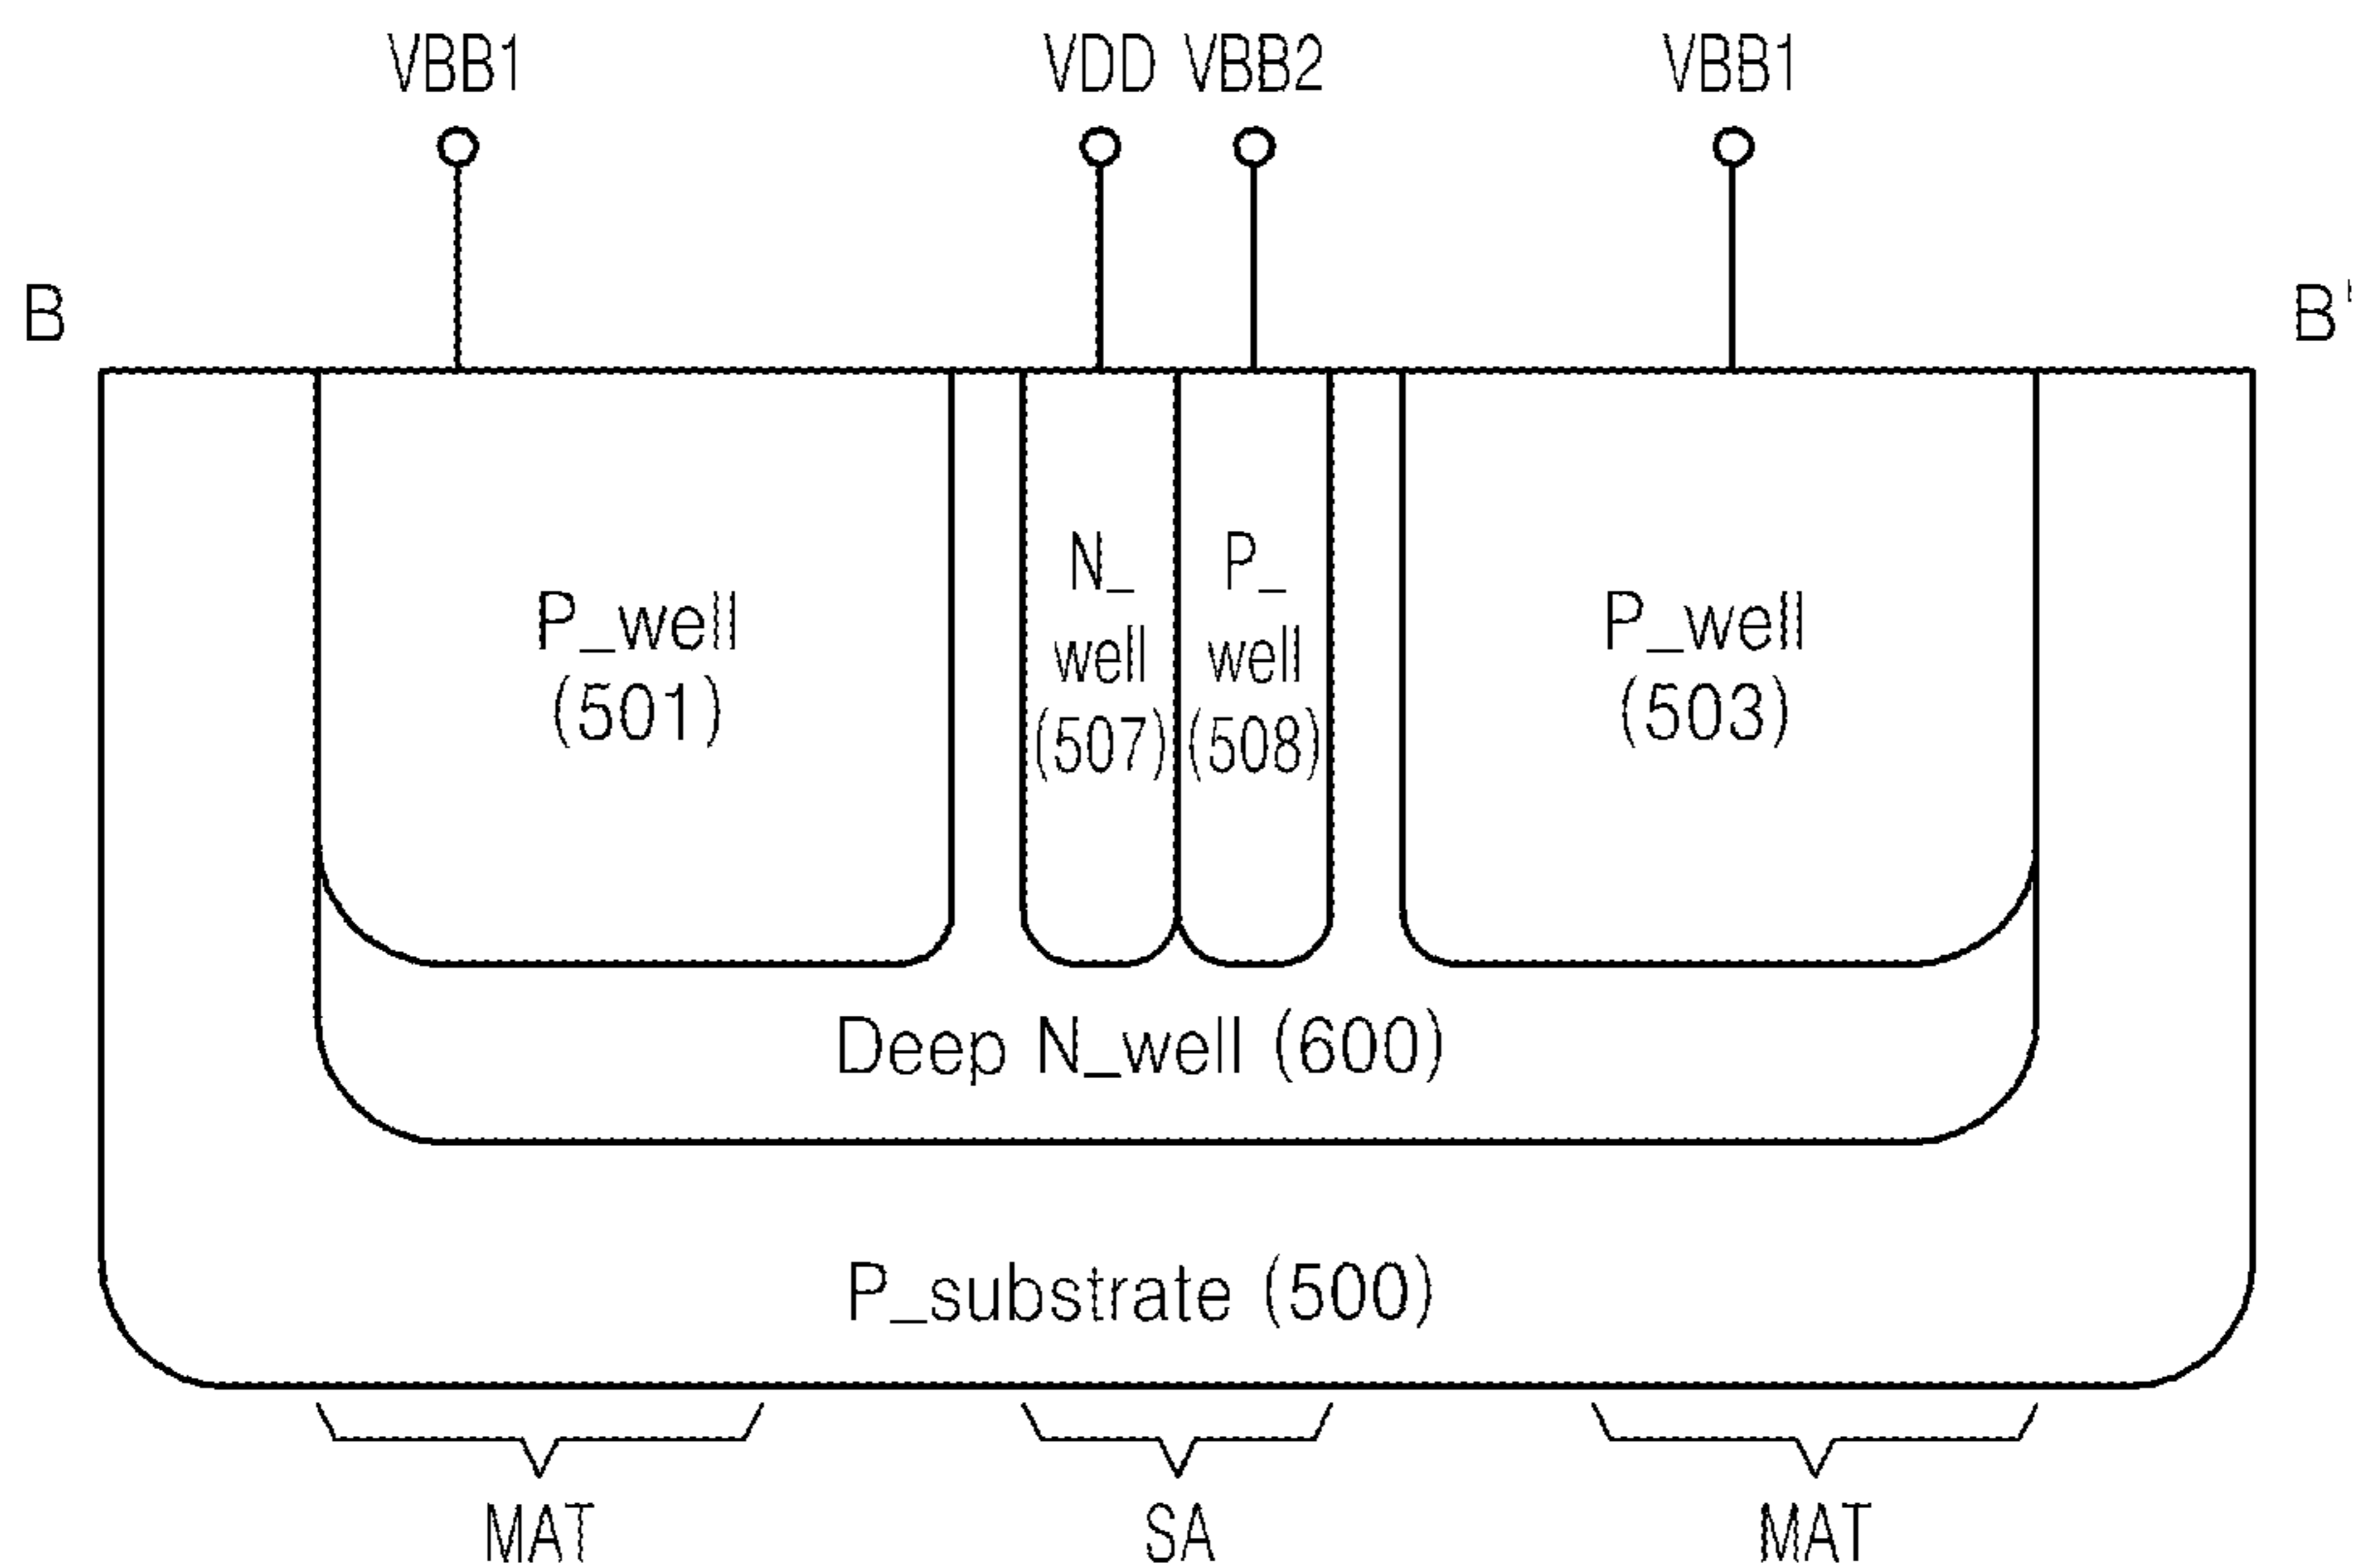 VBB1 VDD VBB2 VBB1
B B'
P_well
(501)
N_
well
(507)
P_
well
(508)
P_well
(503)
Deep N_well (600)
P_substrate (500)
MAT SA MAT